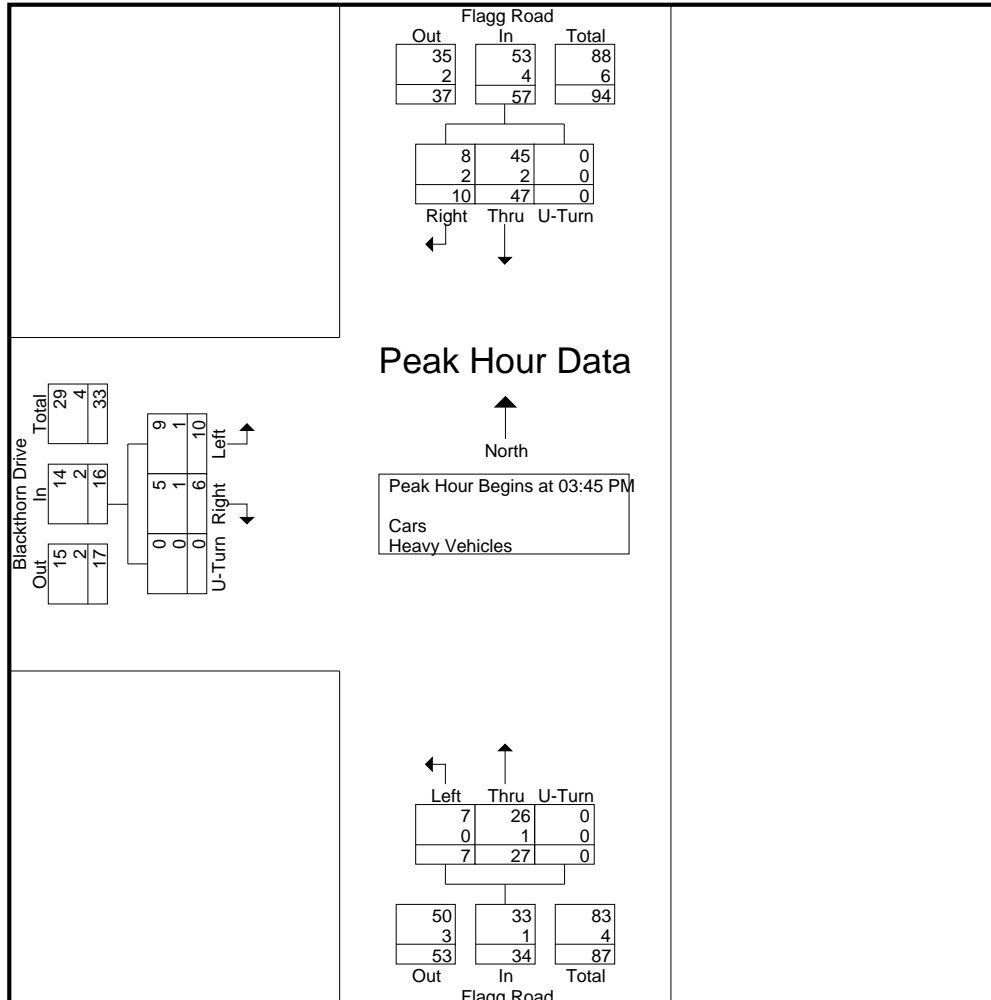 Flagg Road
Out In Total
35 53 88
2 4 6
37 57 94
8 45 0
2 2 0
10 47 0
Right Thru U-Turn
Peak Hour Data
North
Peak Hour Begins at 03:45 PM
Cars
Heavy Vehicles
Blackthorn Drive
Out In Total
15 14 29
2 2 4
17 16 33
0 5 9
0 1 1
0 6 10
U-Turn Right Left
Left Thru U-Turn
7 26 0
0 1 0
7 27 0
50 33 83
3 1 4
53 34 87
Out In Total
Flagg Road